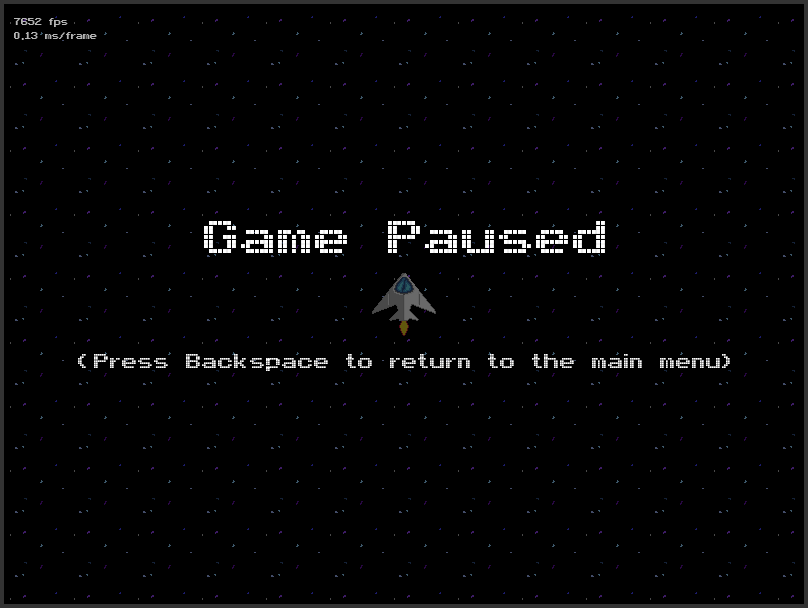 7652 fps
0.13 ms/frame
Game Paused
(Press Backspace to return to the main menu)